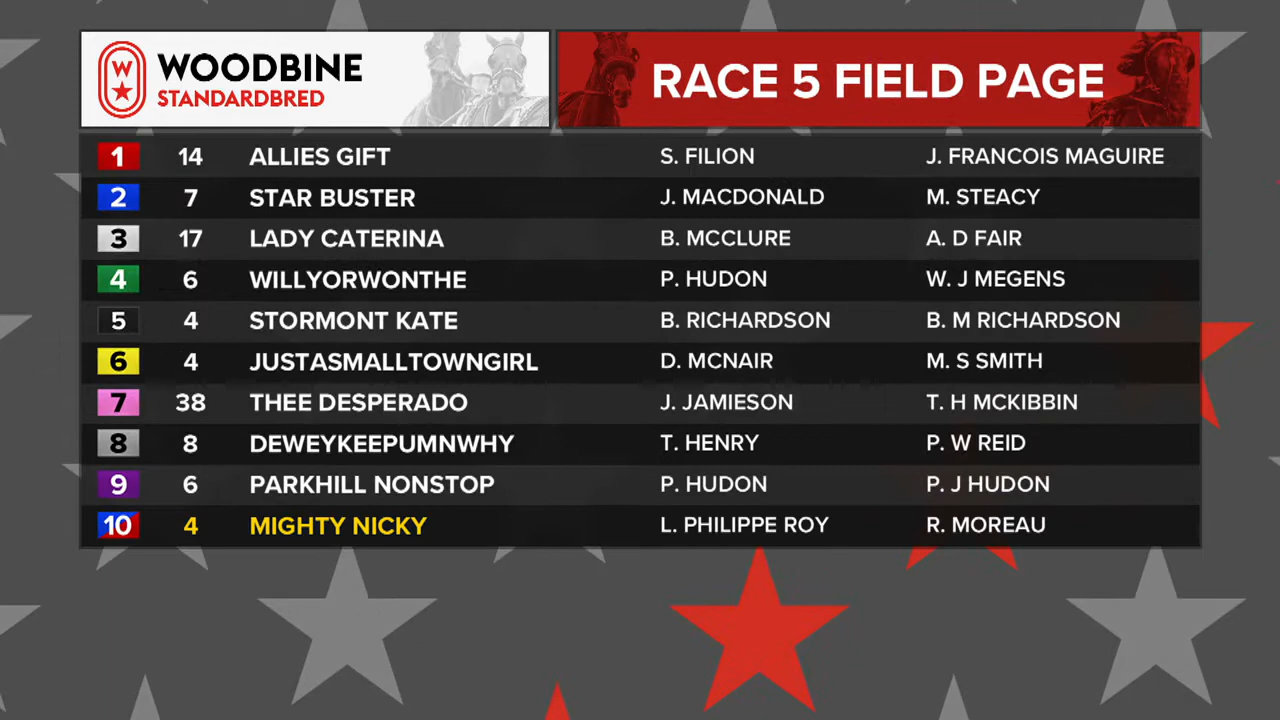 W
WOODBINE
STANDARDBRED
RACE 5 FIELD PAGE
1 14 ALLIES GIFT S. FILION J. FRANCOIS MAGUIRE
2 7 STAR BUSTER J. MACDONALD M. STEACY
3 17 LADY CATERINA B. MCCLURE A. D FAIR
4 6 WILLYORWONTHE P. HUDON W. J MEGENS
5 4 STORMONT KATE B. RICHARDSON B. M RICHARDSON
6 4 JUSTASMALLTOWNGIRL D. MCNAIR M. S SMITH
7 38 THEE DESPERADO J. JAMIESON T. H MCKIBBIN
8 8 DEWEYKEEPUMNWHY T. HENRY P. W REID
9 6 PARKHILL NONSTOP P. HUDON P. J HUDON
10 4 MIGHTY NICKY L. PHILIPPE ROY R. MOREAU